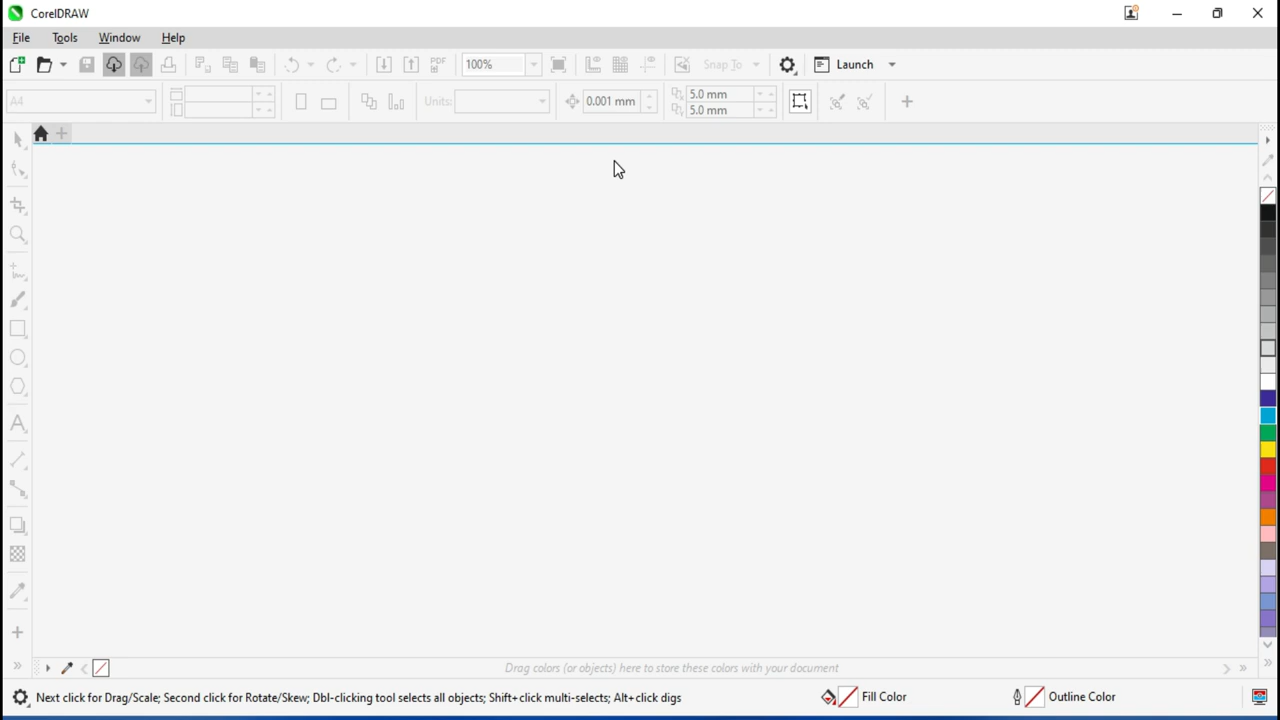 CorelDRAW
File Tools Window Help
PDF 100% Snap To Launch
A4 Units: 0.001 mm 5.0 mm
5.0 mm
Drag colors (or objects) here to store these colors with your document
Next click for Drag/Scale; Second click for Rotate/Skew; Dbl-clicking tool selects all objects; Shift+click multi-selects; Alt+click digs Fill Color Outline Color